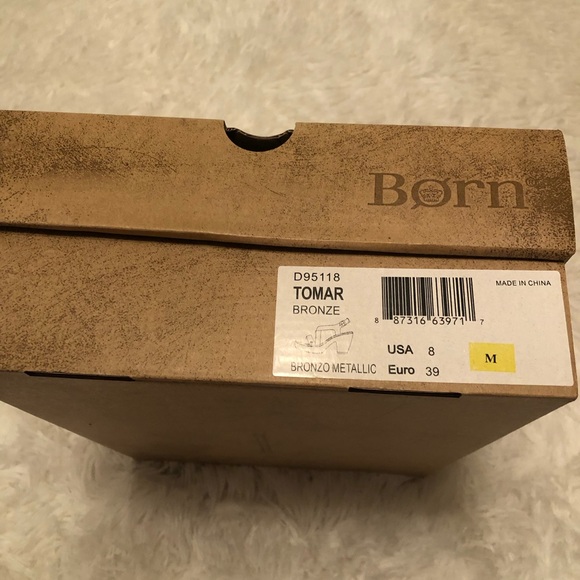 Børn
D95118
TOMAR
BRONZE
BRONZO METALLIC
8 87316 63971 7
MADE IN CHINA
USA 8
Euro 39
M